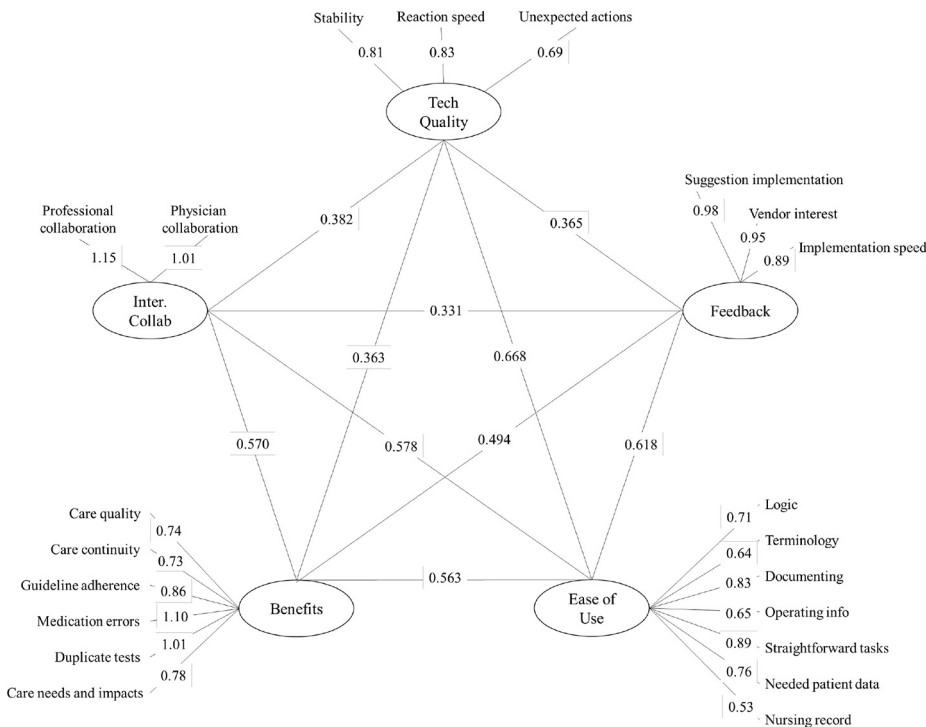 Stability
Reaction speed
Unexpected actions
0.81
0.83
0.69
Tech
Quality
Suggestion implementation
0.98
Vendor interest
0.95
Implementation speed
0.89
Professional
collaboration
Physician
collaboration
1.15
1.01
0.382
0.365
Inter.
Collab
0.331
Feedback
0.363
0.668
0.570
0.578
0.494
0.618
Care quality
0.74
Care continuity
0.73
Guideline adherence
0.86
Medication errors
1.10
Duplicate tests
1.01
Care needs and impacts
0.78
Benefits
0.563
Ease of
Use
Logic
0.71
Terminology
0.64
Documenting
0.83
Operating info
0.65
Straightforward tasks
0.89
Needed patient data
0.76
Nursing record
0.53